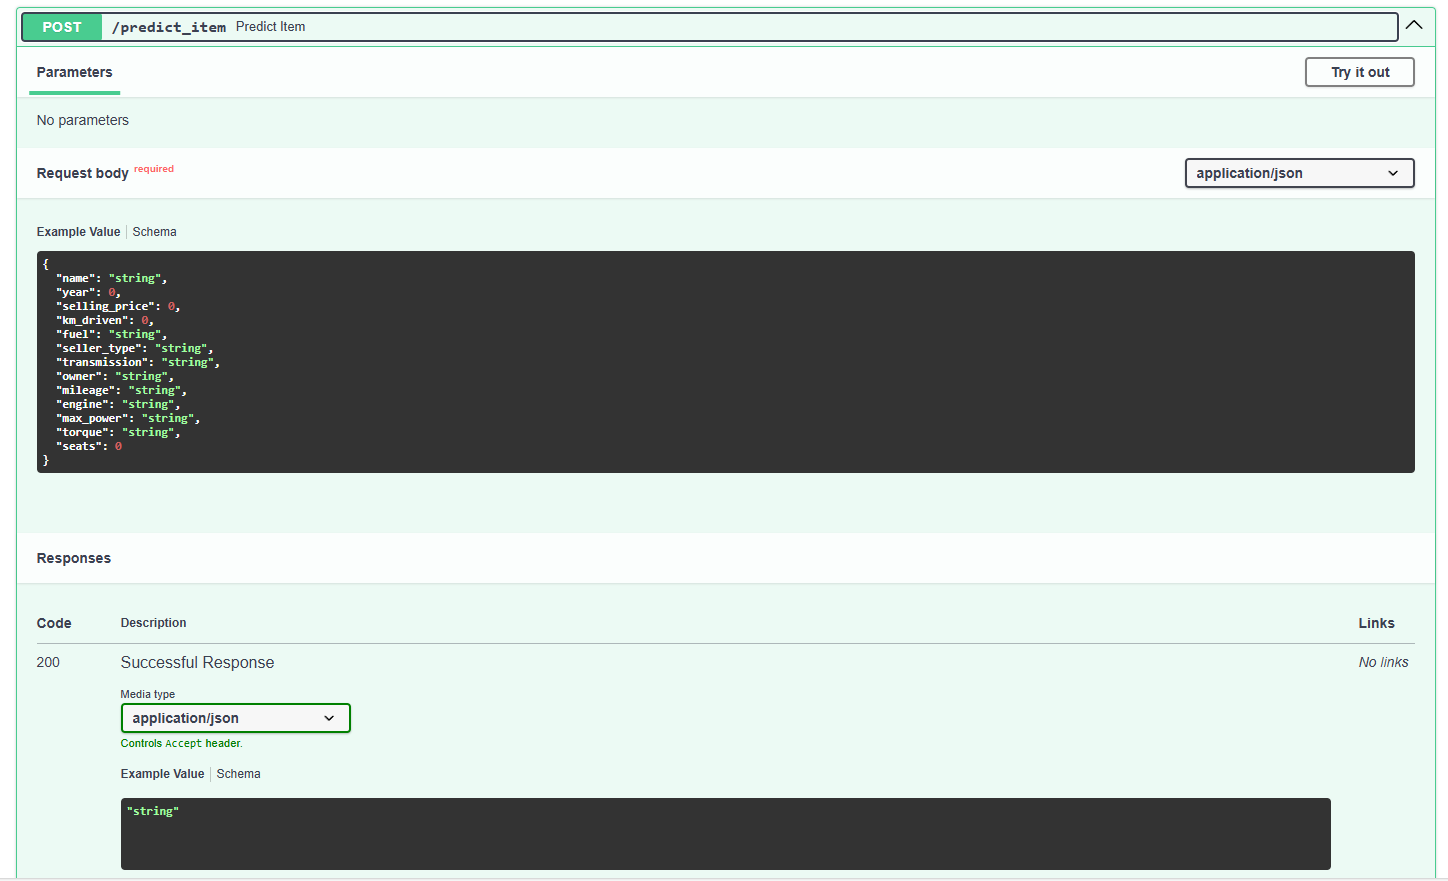 POST /predict_item Predict Item
Parameters Try it out
No parameters
Request body required application/json
Example Value Schema
{
"name": "string",
"year": 0,
"selling_price": 0,
"km_driven": 0,
"fuel": "string",
"seller_type": "string",
"transmission": "string",
"owner": "string",
"mileage": "string",
"engine": "string",
"max_power": "string",
"torque": "string",
"seats": 0
}
Responses
Code Description Links
200 Successful Response No links
Media type
application/json
Controls Accept header.
Example Value Schema
"string"